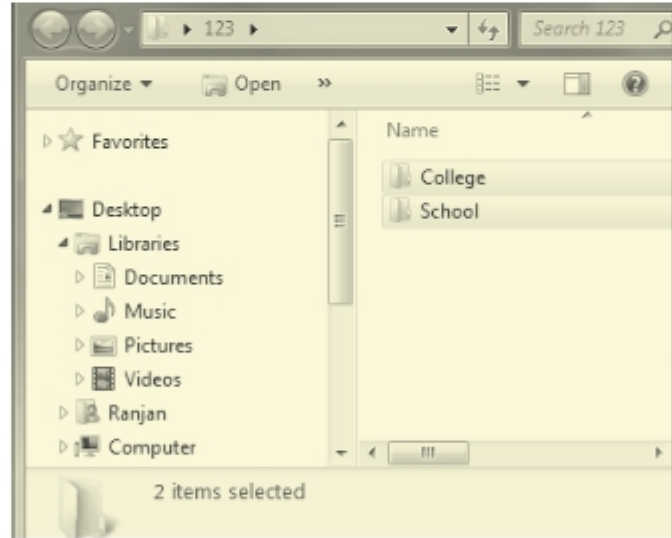 123
Search 123
Organize
Open
»
Name
Favorites
College
School
Desktop
Libraries
Documents
Music
Pictures
Videos
Ranjan
Computer
2 items selected